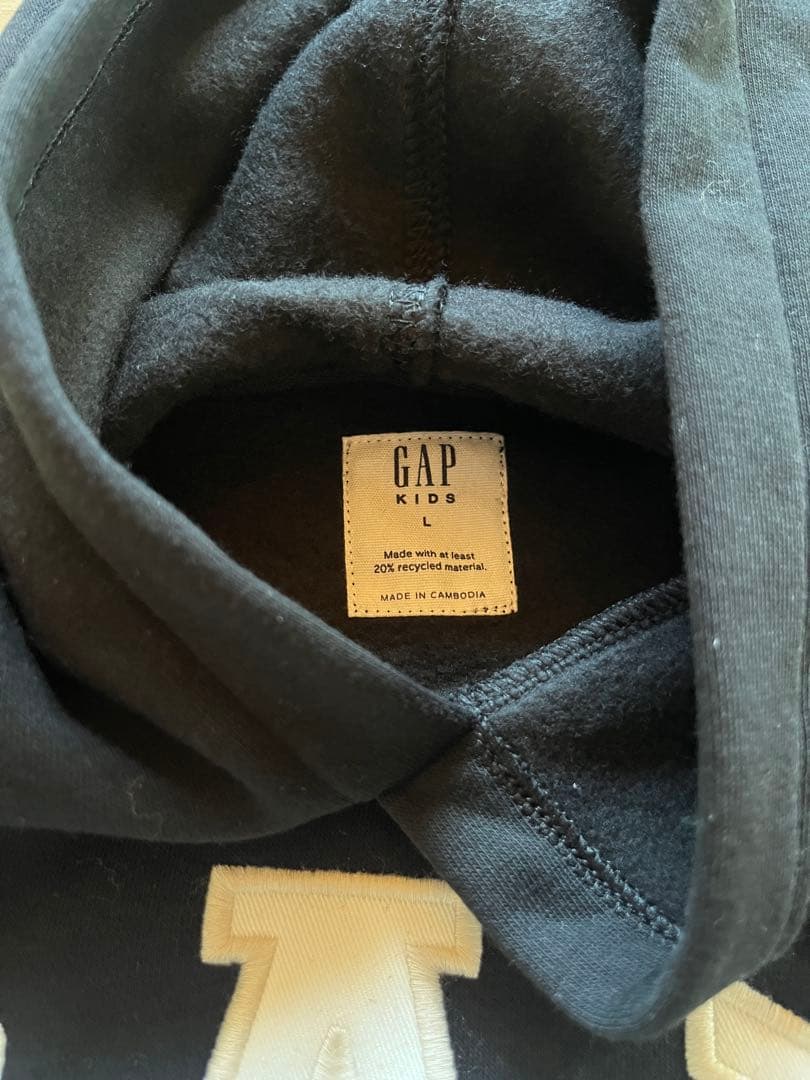 GAP
KIDS
L
Made with at least
20% recycled material.
MADE IN CAMBODIA
A